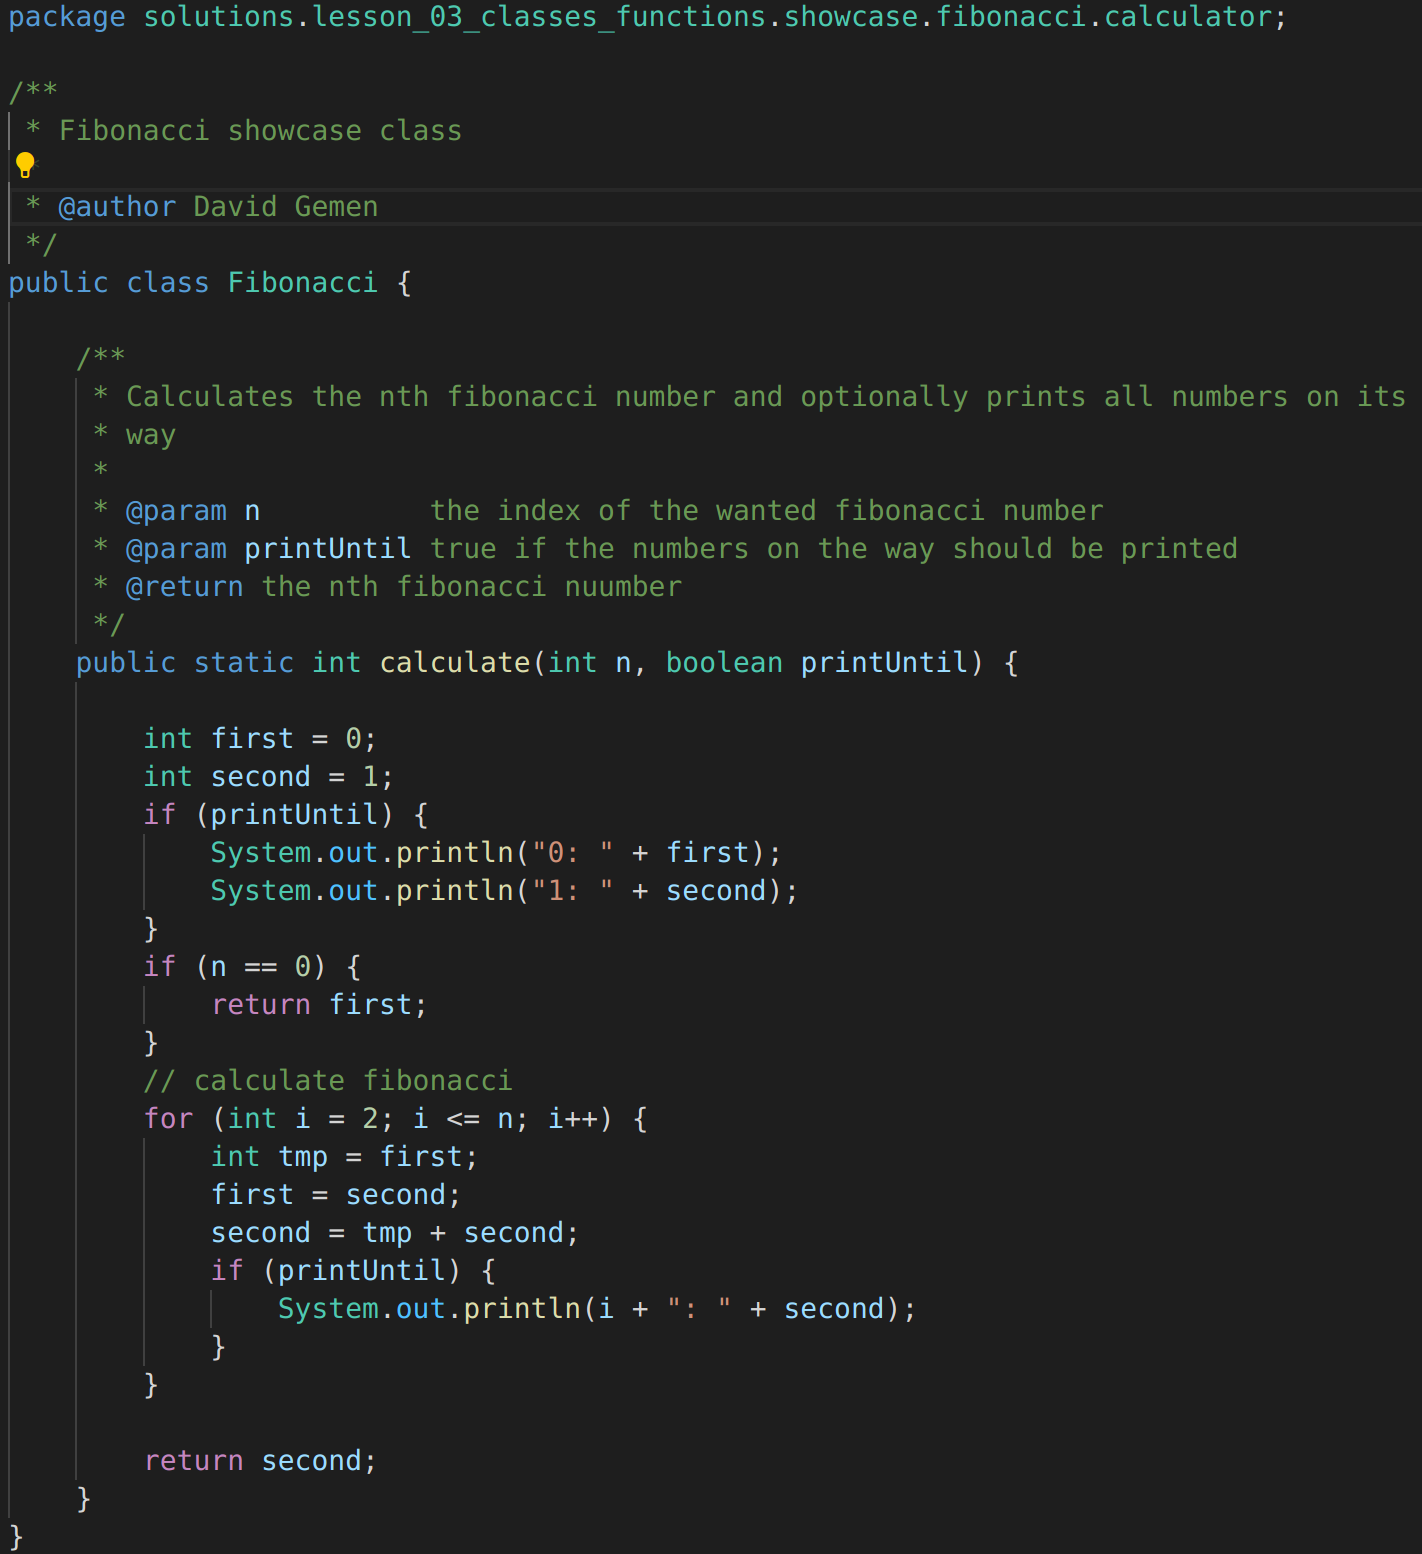 package solutions.lesson_03_classes_functions.showcase.fibonacci.calculator;

/**
 * Fibonacci showcase class
 *
 * @author David Gemen
 */
public class Fibonacci {

    /**
     * Calculates the nth fibonacci number and optionally prints all numbers on its
     * way
     *
     * @param n          the index of the wanted fibonacci number
     * @param printUntil true if the numbers on the way should be printed
     * @return the nth fibonacci nuumber
     */
    public static int calculate(int n, boolean printUntil) {

        int first = 0;
        int second = 1;
        if (printUntil) {
            System.out.println("0: " + first);
            System.out.println("1: " + second);
        }
        if (n == 0) {
            return first;
        }
        // calculate fibonacci
        for (int i = 2; i <= n; i++) {
            int tmp = first;
            first = second;
            second = tmp + second;
            if (printUntil) {
                System.out.println(i + ": " + second);
            }
        }

        return second;
    }
}